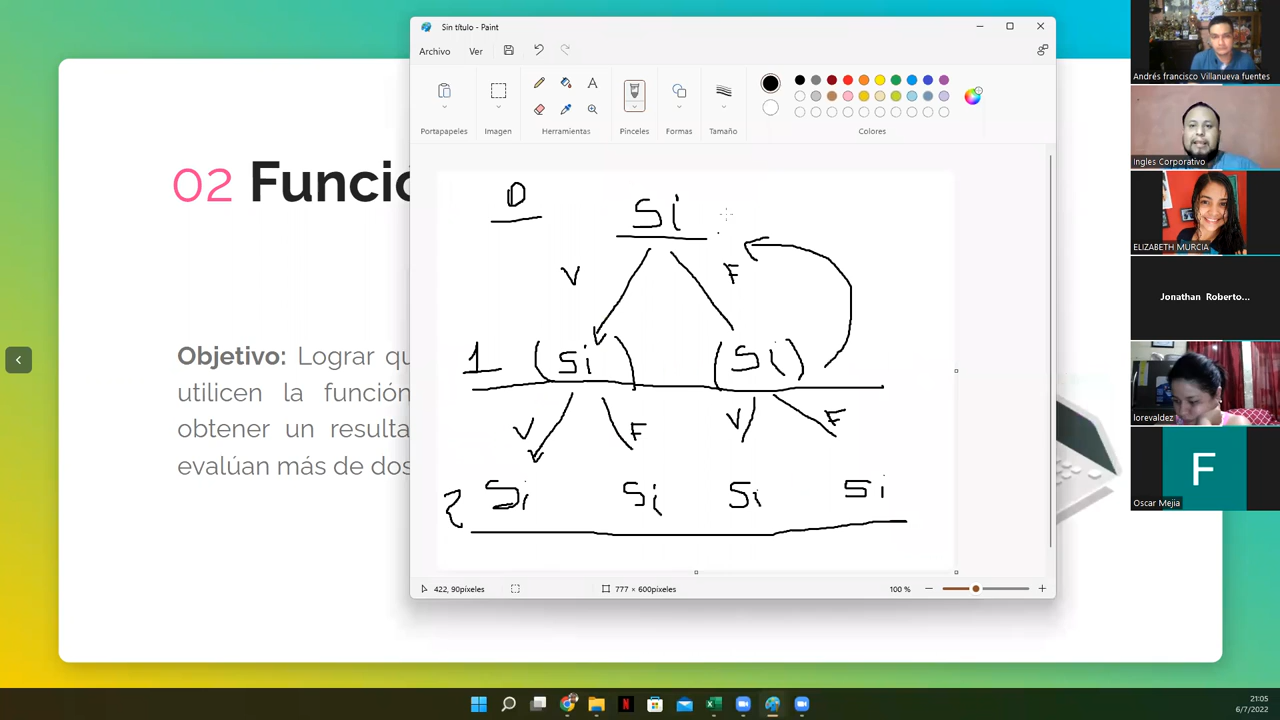 Sin título - Paint
Archivo
Ver
Portapapeles
Imagen
Herramientas
Pinceles
Formas
Tamaño
Colores
02 Funció
Objetivo: Lograr qu
utilicen la función
obtener un resulta
evalúan más de dos
0
Si
V
F
1 (Si) (Si)
V F V F
2 Si Si Si Si
422, 90píxeles
777 × 600píxeles
100 %
Andrés francisco Villanueva fuentes
Ingles Corporativo
ELIZABETH MURCIA
Jonathan Roberto...
lorevaldez
F
Oscar Mejia
21:05
6/7/2022